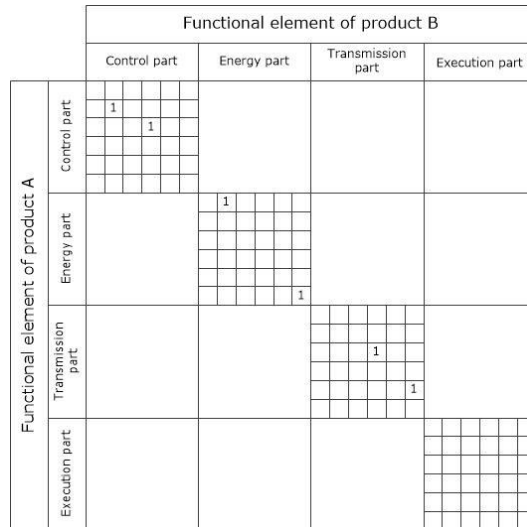 Functional element of product B
Control part
Energy part
Transmission
part
Execution part
Functional element of product A
Control part
1
1
Energy part
1
1
Transmission
part
1
1
Execution part